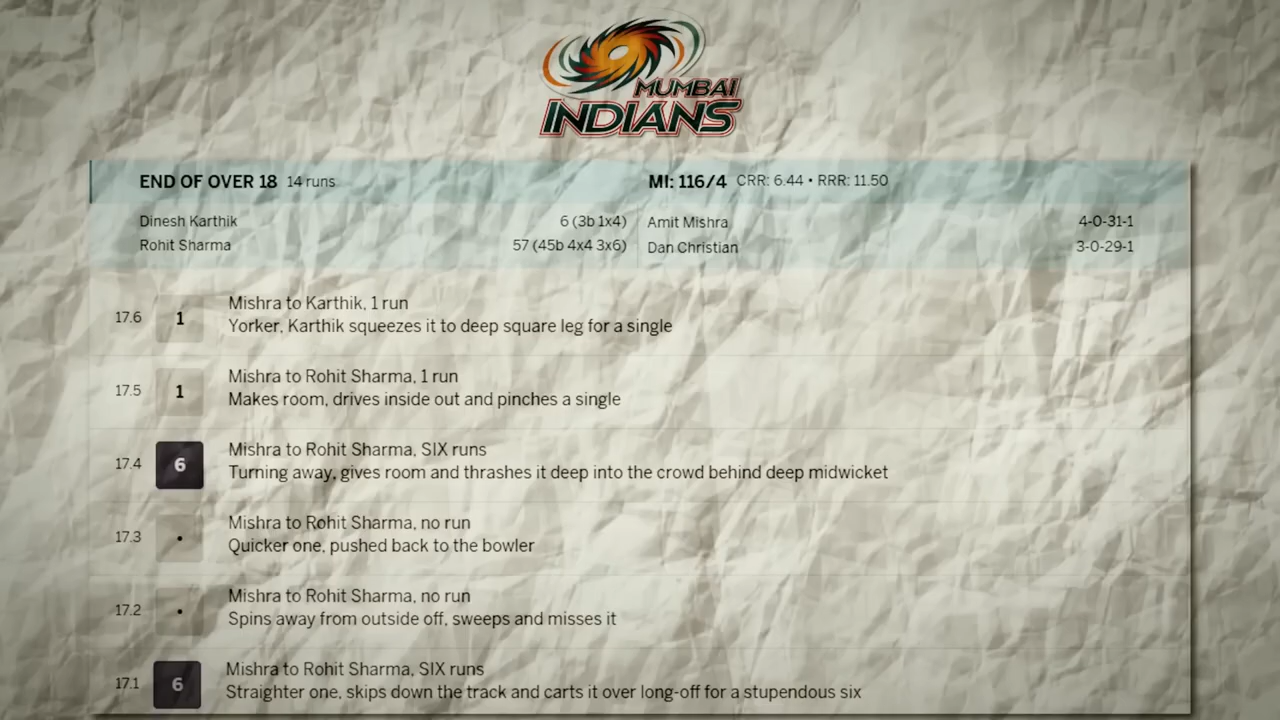 MUMBAI
INDIANS
END OF OVER 18 14 runs MI: 116/4 CRR: 6.44 • RRR: 11.50
Dinesh Karthik 6 (3b 1x4) Amit Mishra 4-0-31-1
Rohit Sharma 57 (45b 4x4 3x6) Dan Christian 3-0-29-1
Mishra to Karthik, 1 run
17.6 1
Yorker, Karthik squeezes it to deep square leg for a single
Mishra to Rohit Sharma, 1 run
17.5 1
Makes room, drives inside out and pinches a single
Mishra to Rohit Sharma, SIX runs
17.4 6
Turning away, gives room and thrashes it deep into the crowd behind deep midwicket
Mishra to Rohit Sharma, no run
17.3 •
Quicker one, pushed back to the bowler
Mishra to Rohit Sharma, no run
17.2 •
Spins away from outside off, sweeps and misses it
Mishra to Rohit Sharma, SIX runs
17.1 6
Straighter one, skips down the track and carts it over long-off for a stupendous six